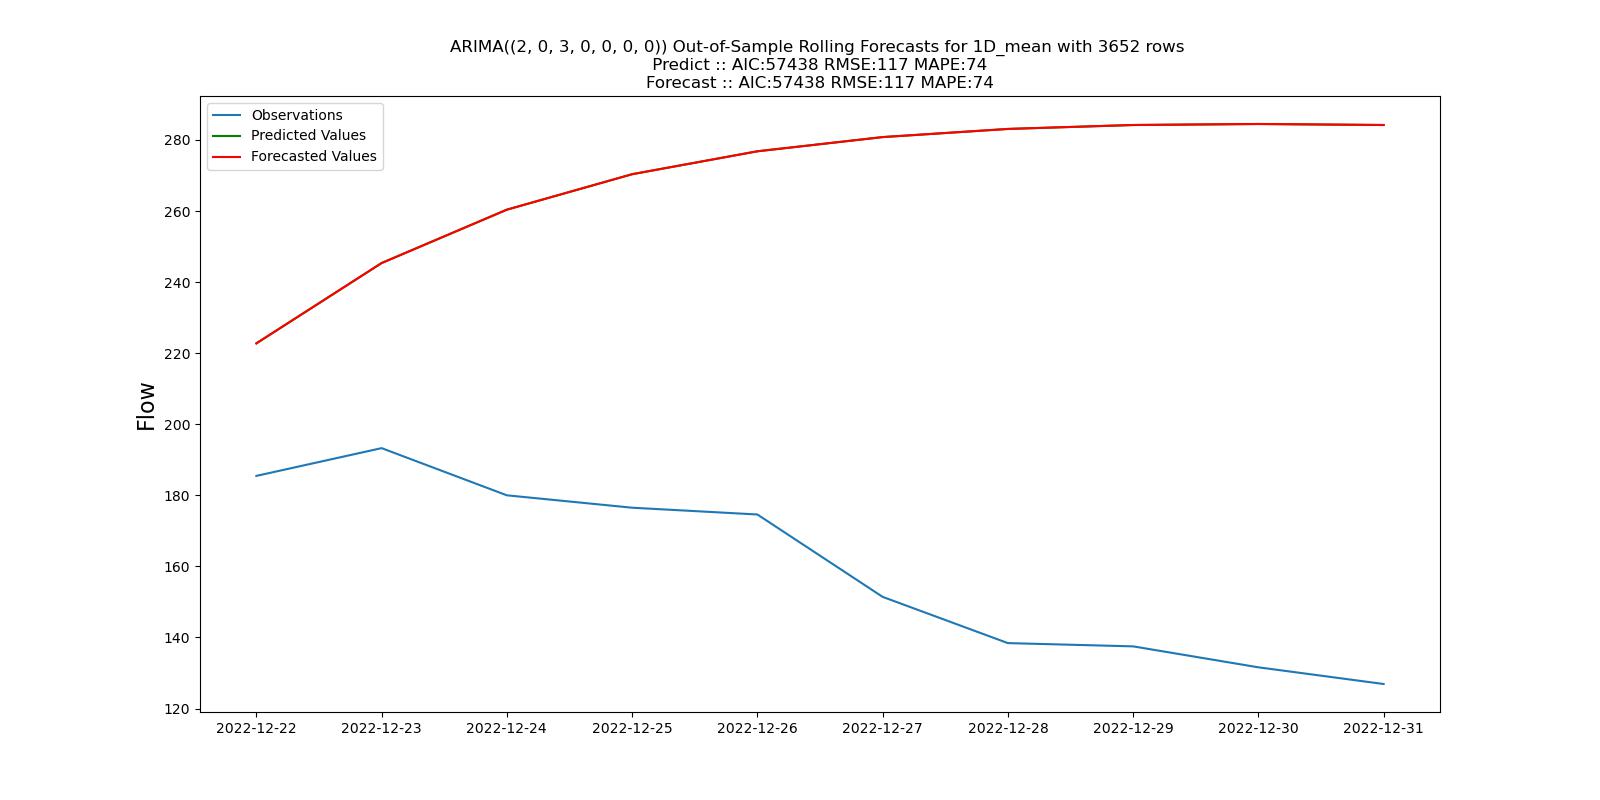 ARIMA((2, 0, 3, 0, 0, 0, 0)) Out-of-Sample Rolling Forecasts for 1D_mean with 3652 rows
Predict :: AIC:57438 RMSE:117 MAPE:74
Forecast :: AIC:57438 RMSE:117 MAPE:74
Observations
Predicted Values
Forecasted Values
280
260
240
220
200
180
160
140
120
Flow
2022-12-22 2022-12-23 2022-12-24 2022-12-25 2022-12-26 2022-12-27 2022-12-28 2022-12-29 2022-12-30 2022-12-31